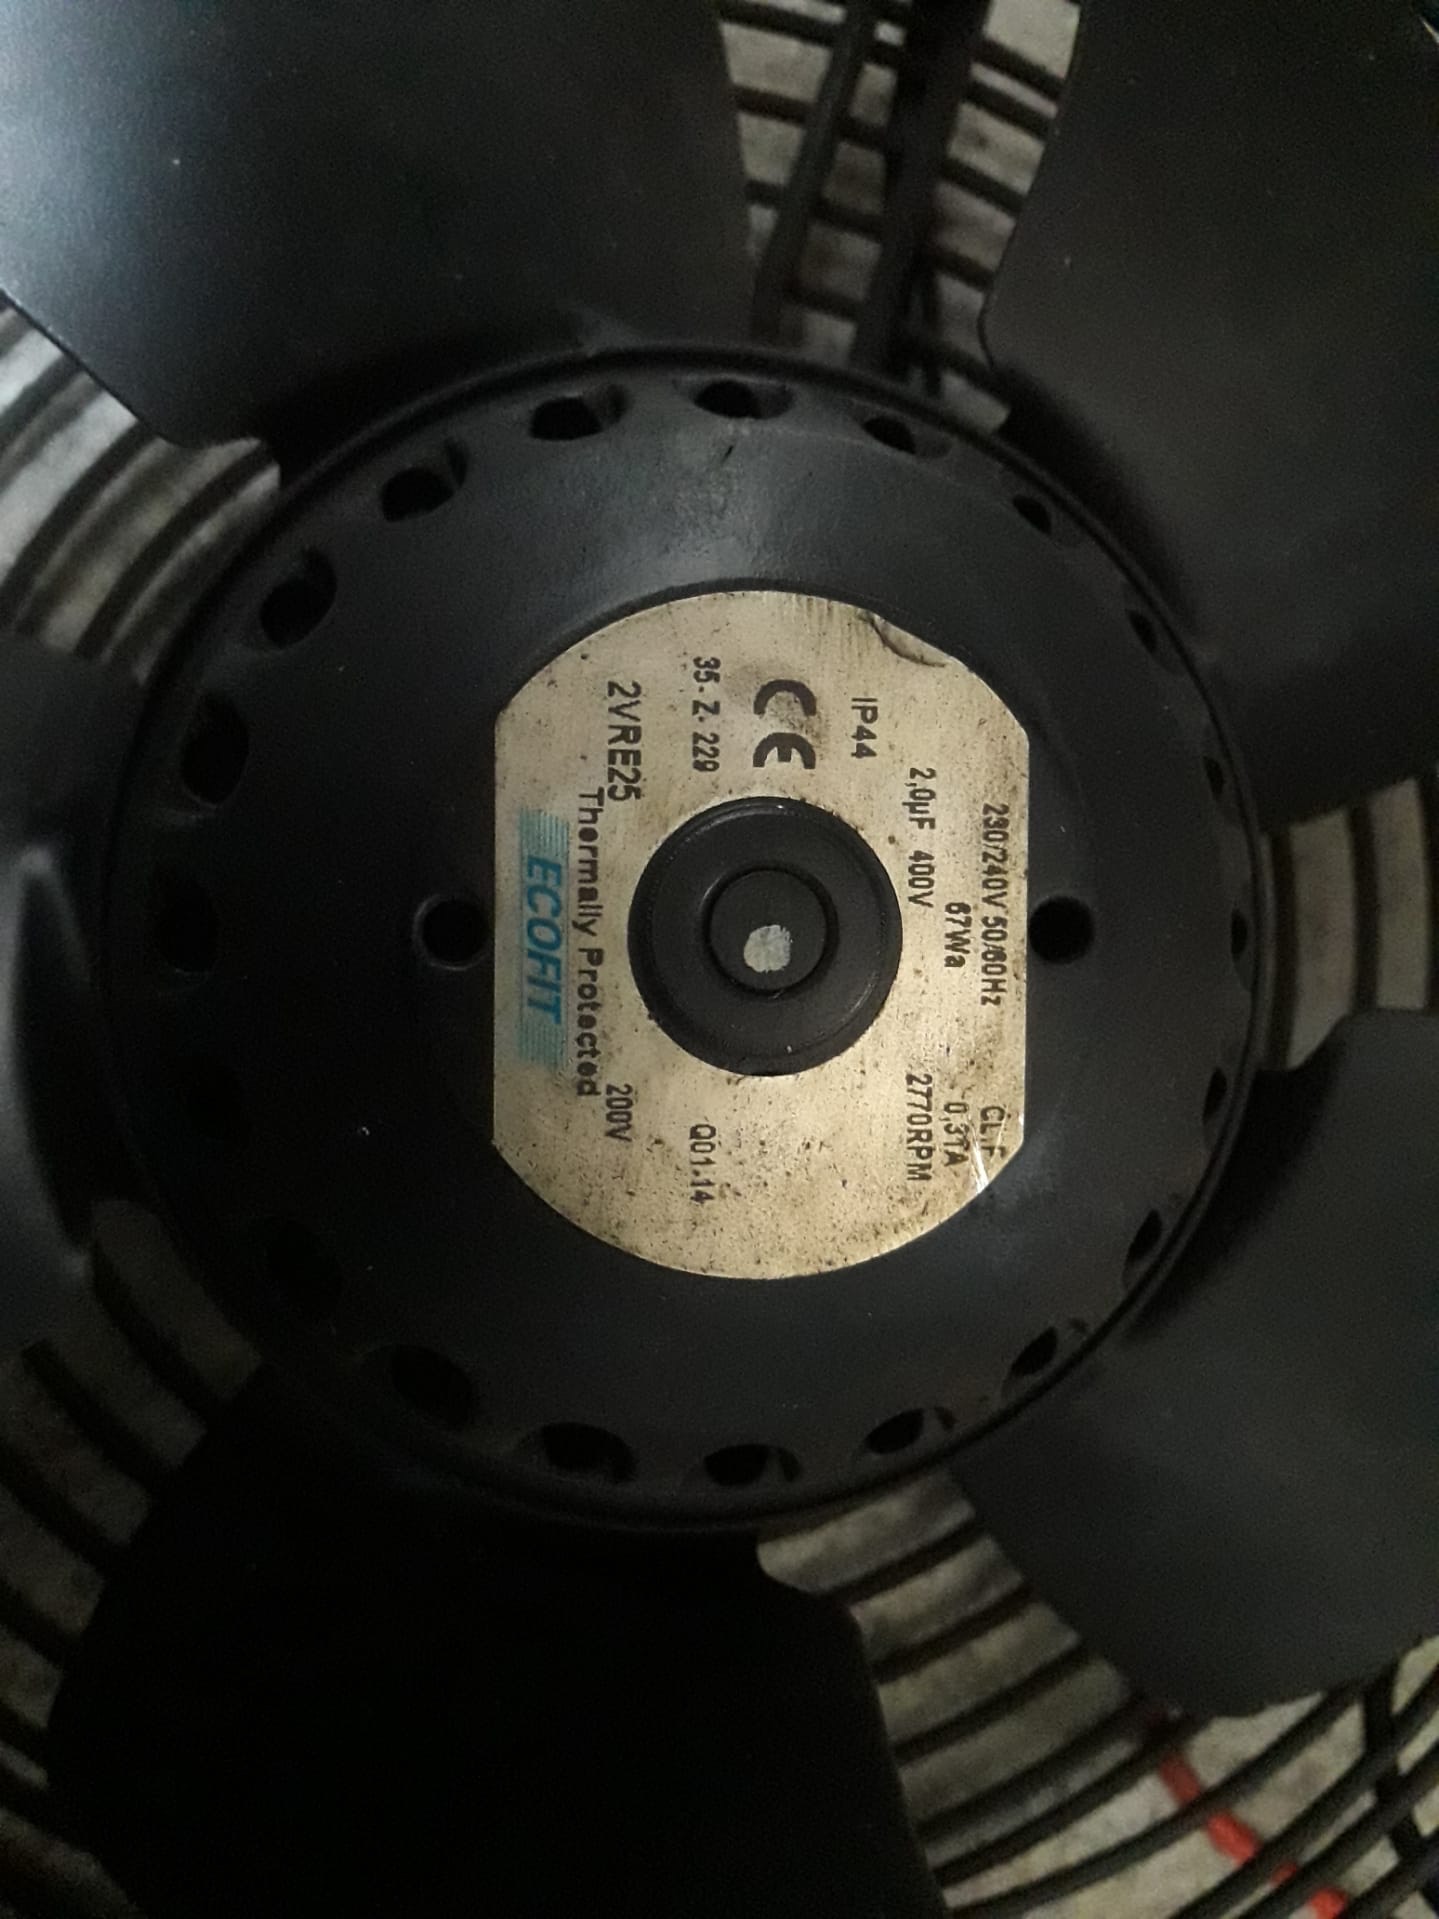 ECOFIT
Thermally Protected
2VRE25 200V
35-Z-229 Q01-14
CE
IP44
2,0µF 400V 2770RPM
67Wa 0,31A
230/240V 50/60Hz CL.F